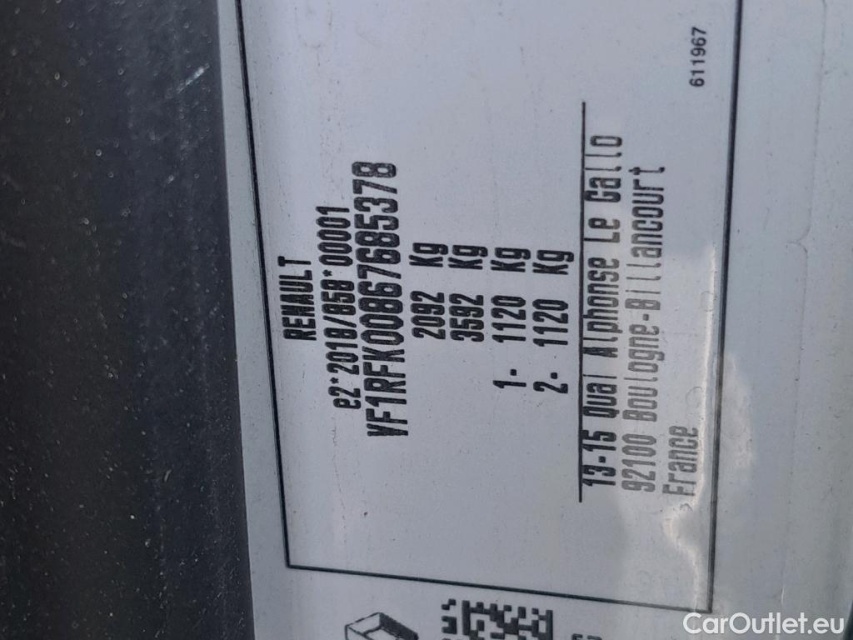 RENAULT
e2*2018/858*00001
VF1RFK00867685378
2092 Kg
3592 Kg
1- 1120 Kg
2- 1120 Kg
13-15 Quai Alphonse Le Gallo
92100 Boulogne-Billancourt
France
611967
CarOutlet.eu